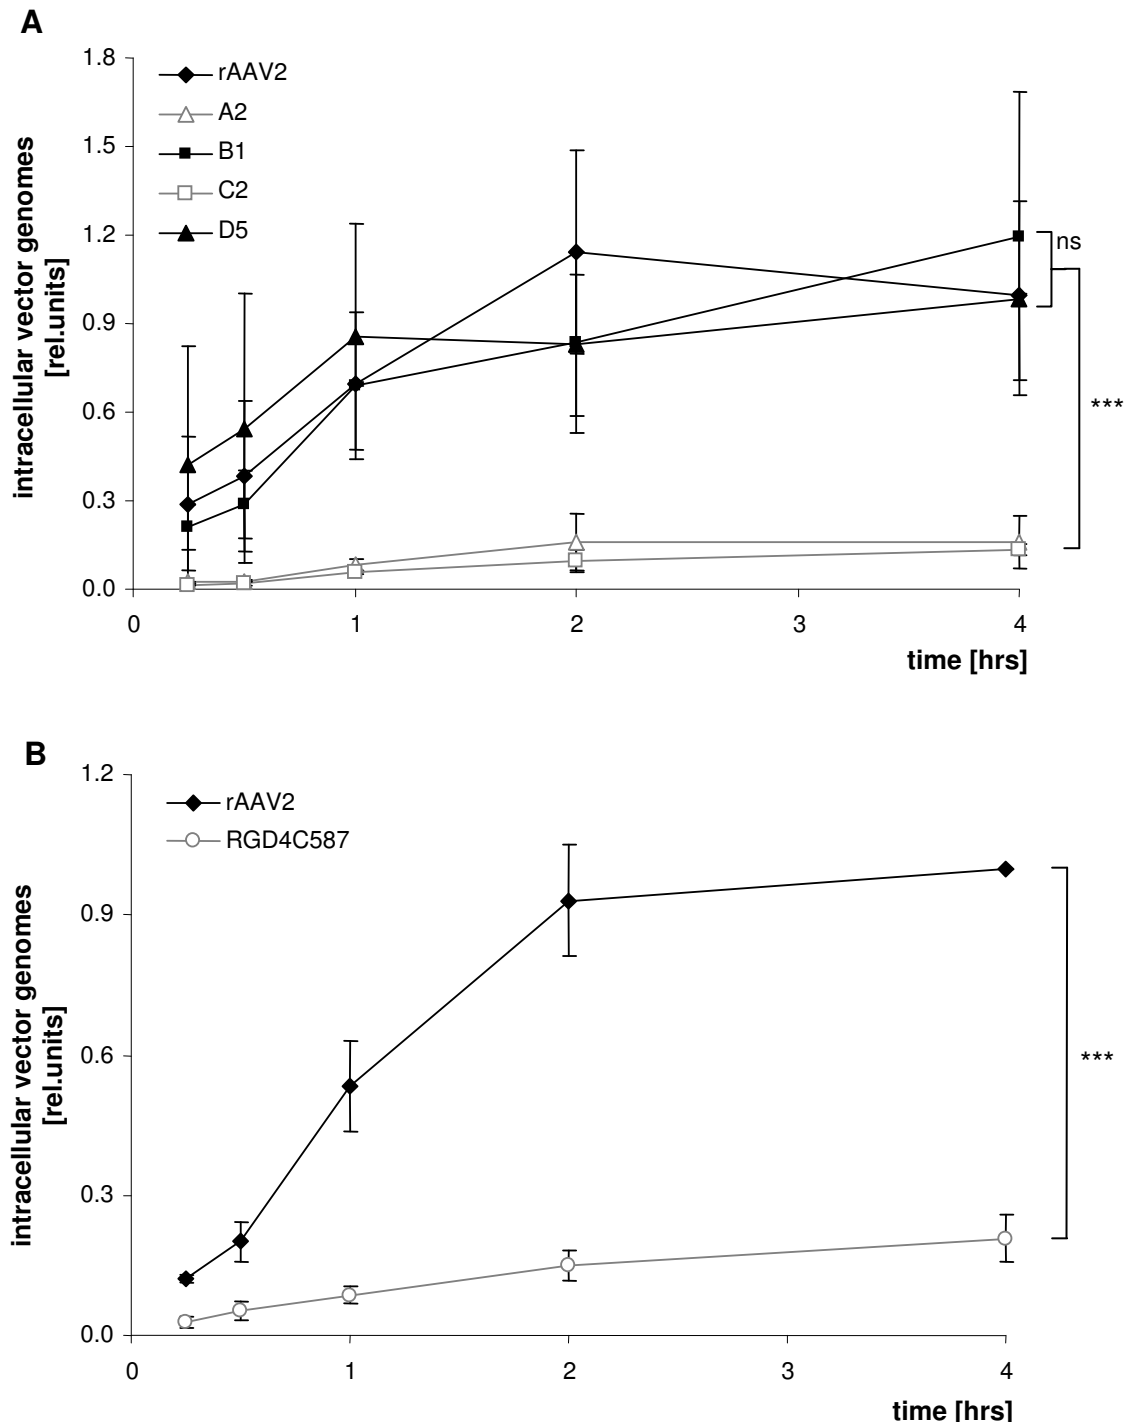 A
1.8
rAAV2
A2
1.5
B1
C2
1.2
D5
ns
0.9
***
0.6
0.3
0.0
intracellular vector genomes
[rel.units]
0 1 2 3 4
time [hrs]
B
1.2
rAAV2
RGD4C587
0.9
0.6
***
0.3
0.0
intracellular vector genomes
[rel.units]
0 1 2 3 4
time [hrs]